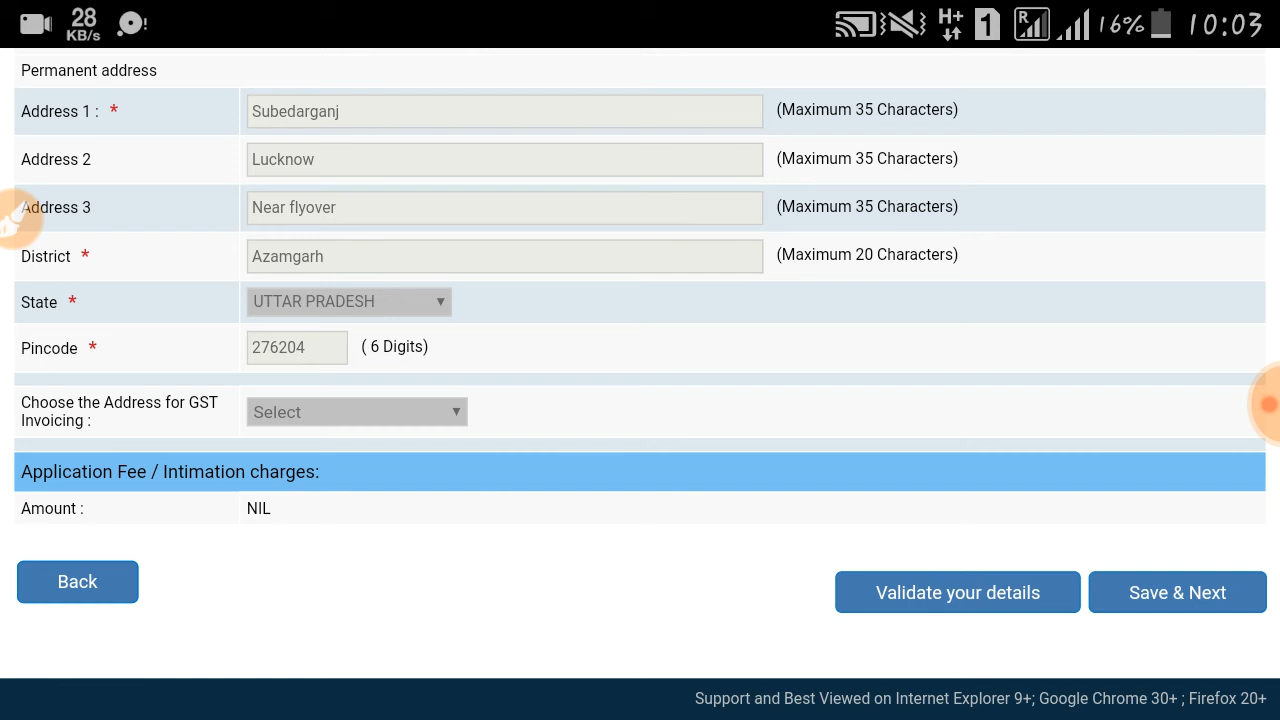 28 KB/s H+ 1 R 16% 10:03
Permanent address
Address 1 : * Subedarganj (Maximum 35 Characters)
Address 2 Lucknow (Maximum 35 Characters)
Address 3 Near flyover (Maximum 35 Characters)
District * Azamgarh (Maximum 20 Characters)
State * UTTAR PRADESH
Pincode * 276204 ( 6 Digits)
Choose the Address for GST
Invoicing : Select
Application Fee / Intimation charges:
Amount : NIL
Back Validate your details Save & Next
Support and Best Viewed on Internet Explorer 9+; Google Chrome 30+ ; Firefox 20+